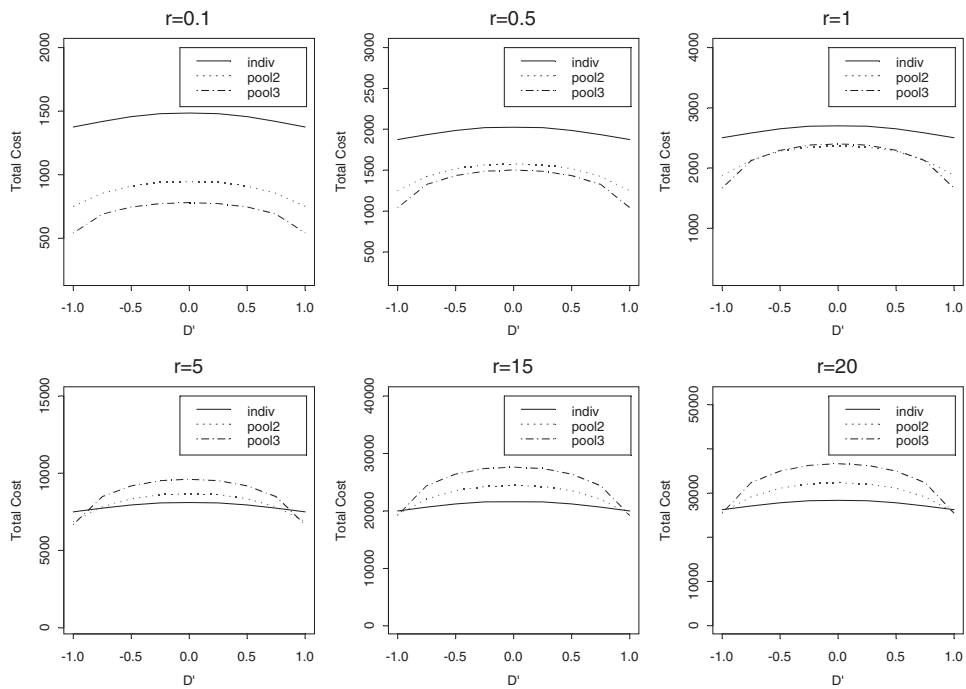 r=0.1
Total Cost
500
1000
1500
2000
indiv
pool2
pool3
-1.0 -0.5 0.0 0.5 1.0
D'
r=0.5
Total Cost
500
1000
1500
2000
2500
3000
indiv
pool2
pool3
-1.0 -0.5 0.0 0.5 1.0
D'
r=1
Total Cost
1000
2000
3000
4000
indiv
pool2
pool3
-1.0 -0.5 0.0 0.5 1.0
D'
r=5
Total Cost
0
5000
10000
15000
indiv
pool2
pool3
-1.0 -0.5 0.0 0.5 1.0
D'
r=15
Total Cost
0
10000
20000
30000
40000
indiv
pool2
pool3
-1.0 -0.5 0.0 0.5 1.0
D'
r=20
Total Cost
0
10000
30000
50000
indiv
pool2
pool3
-1.0 -0.5 0.0 0.5 1.0
D'